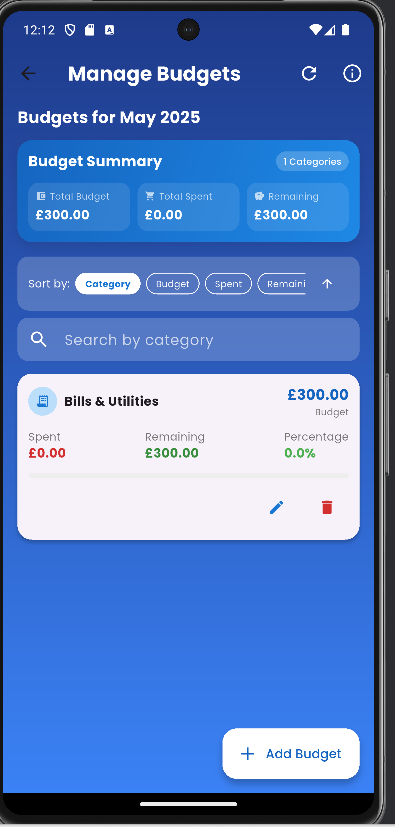 12:12
Manage Budgets
Budgets for May 2025
Budget Summary
1 Categories
Total Budget
£300.00
Total Spent
£0.00
Remaining
£300.00
Sort by:
Category
Budget
Spent
Remaini
Search by category
Bills & Utilities
£300.00
Budget
Spent
£0.00
Remaining
£300.00
Percentage
0.0%
Add Budget